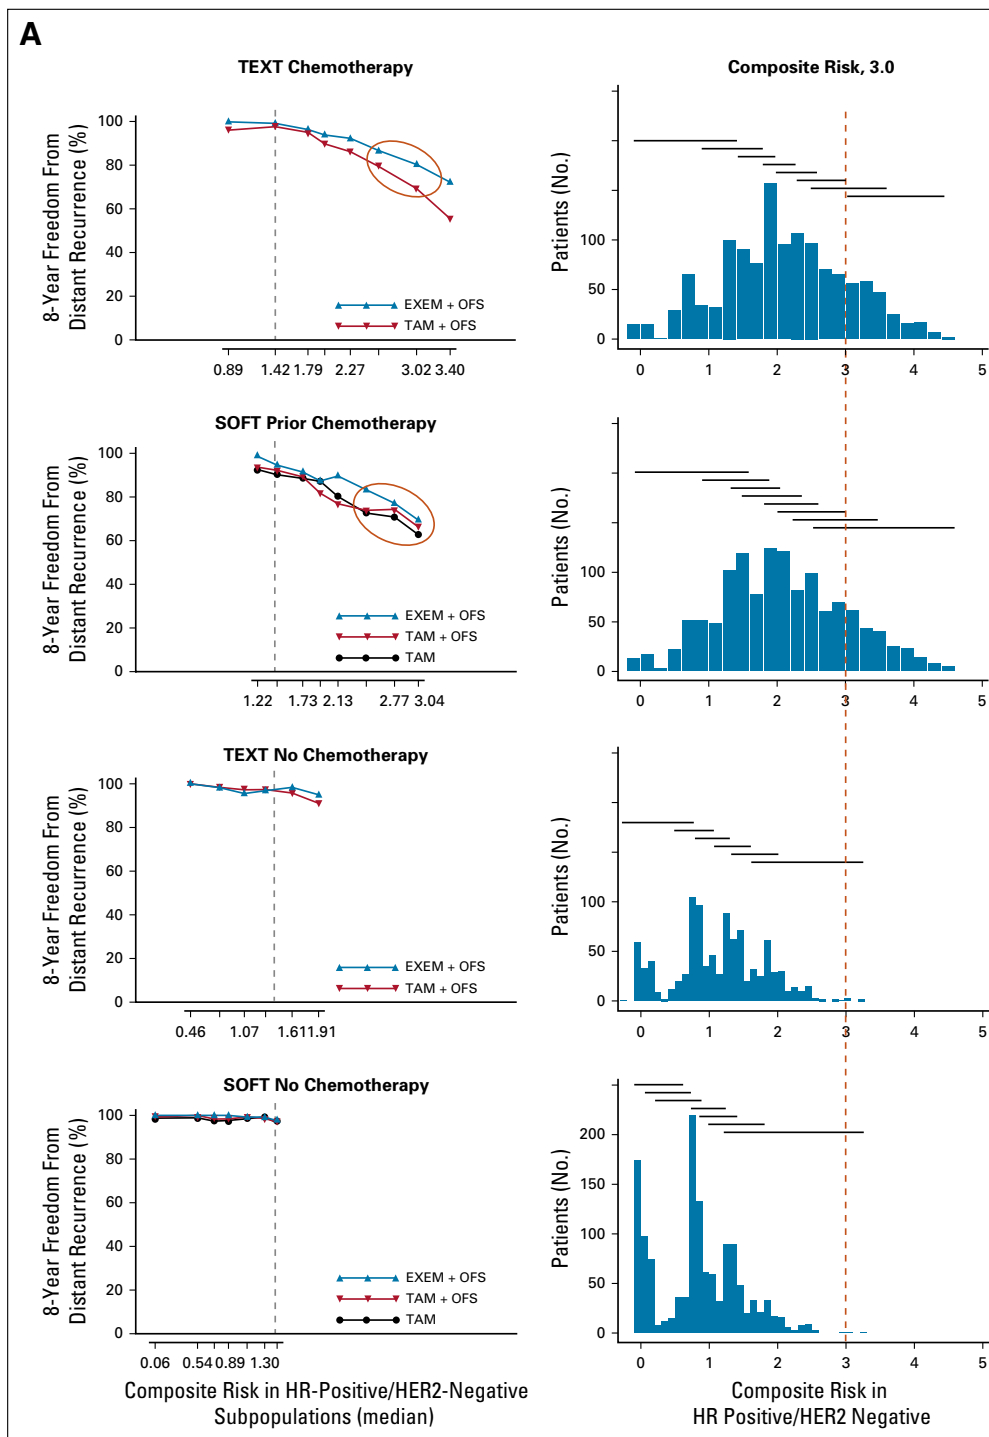 A
TEXT Chemotherapy
8-Year Freedom From
Distant Recurrence (%)
100
80
60
40
20
0
EXEM + OFS
TAM + OFS
0.89 1.42 1.79 2.27 3.02 3.40
Composite Risk, 3.0
Patients (No.)
100
50
0
0 1 2 3 4 5
SOFT Prior Chemotherapy
8-Year Freedom From
Distant Recurrence (%)
100
80
60
40
20
0
EXEM + OFS
TAM + OFS
TAM
1.22 1.73 2.13 2.77 3.04
Patients (No.)
100
50
0
0 1 2 3 4 5
TEXT No Chemotherapy
8-Year Freedom From
Distant Recurrence (%)
100
80
60
40
20
0
EXEM + OFS
TAM + OFS
0.46 1.07 1.61 1.91
Patients (No.)
100
50
0
0 1 2 3 4 5
SOFT No Chemotherapy
8-Year Freedom From
Distant Recurrence (%)
100
80
60
40
20
0
EXEM + OFS
TAM + OFS
TAM
0.06 0.54 0.89 1.30
Composite Risk in HR-Positive/HER2-Negative
Subpopulations (median)
Patients (No.)
200
150
100
50
0
0 1 2 3 4 5
Composite Risk in
HR Positive/HER2 Negative